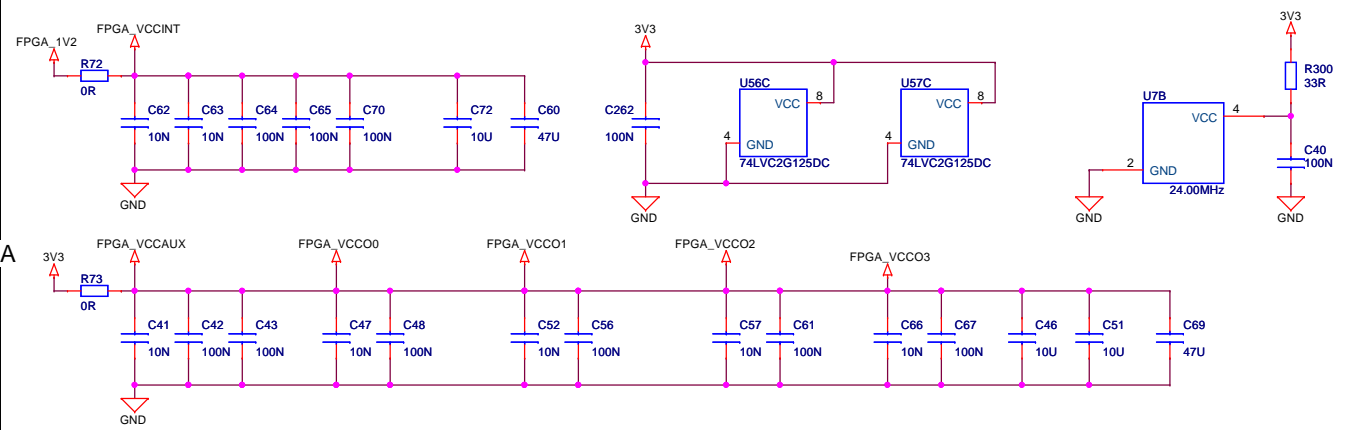 FPGA_1V2
FPGA_VCCINT
R72
0R
C62
10N
C63
10N
C64
100N
C65
100N
C70
100N
C72
10U
C60
47U
GND
3V3
C262
100N
U56C
VCC
8
4
GND
74LVC2G125DC
U57C
VCC
8
4
GND
74LVC2G125DC
GND
3V3
R300
33R
U7B
VCC
4
2
GND
24.00MHz
C40
100N
GND
GND
A
3V3
R73
0R
FPGA_VCCAUX
FPGA_VCCO0
FPGA_VCCO1
FPGA_VCCO2
FPGA_VCCO3
C41
10N
C42
100N
C43
100N
C47
10N
C48
100N
C52
10N
C56
100N
C57
10N
C61
100N
C66
10N
C67
100N
C46
10U
C51
10U
C69
47U
GND